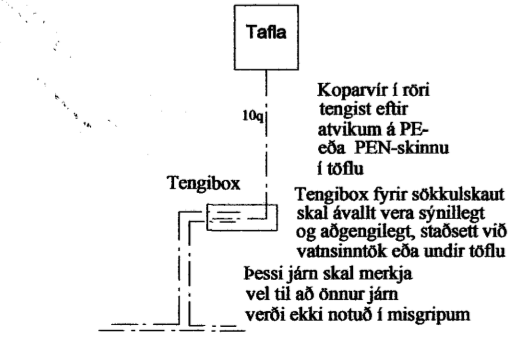 Tafla
Koparvír í röri
tengist eftir
atvikum á PE-
eða PEN-skinnu
í töflu
10q
Tengibox
Tengibox fyrir sökkulskaut
skal ávallt vera sýnillegt
og aðgengilegt, staðsett við
vatnsinntök eða undir töflu
Þessi járn skal merkja
vel til að önnur járn
verði ekki notuð í misgripum